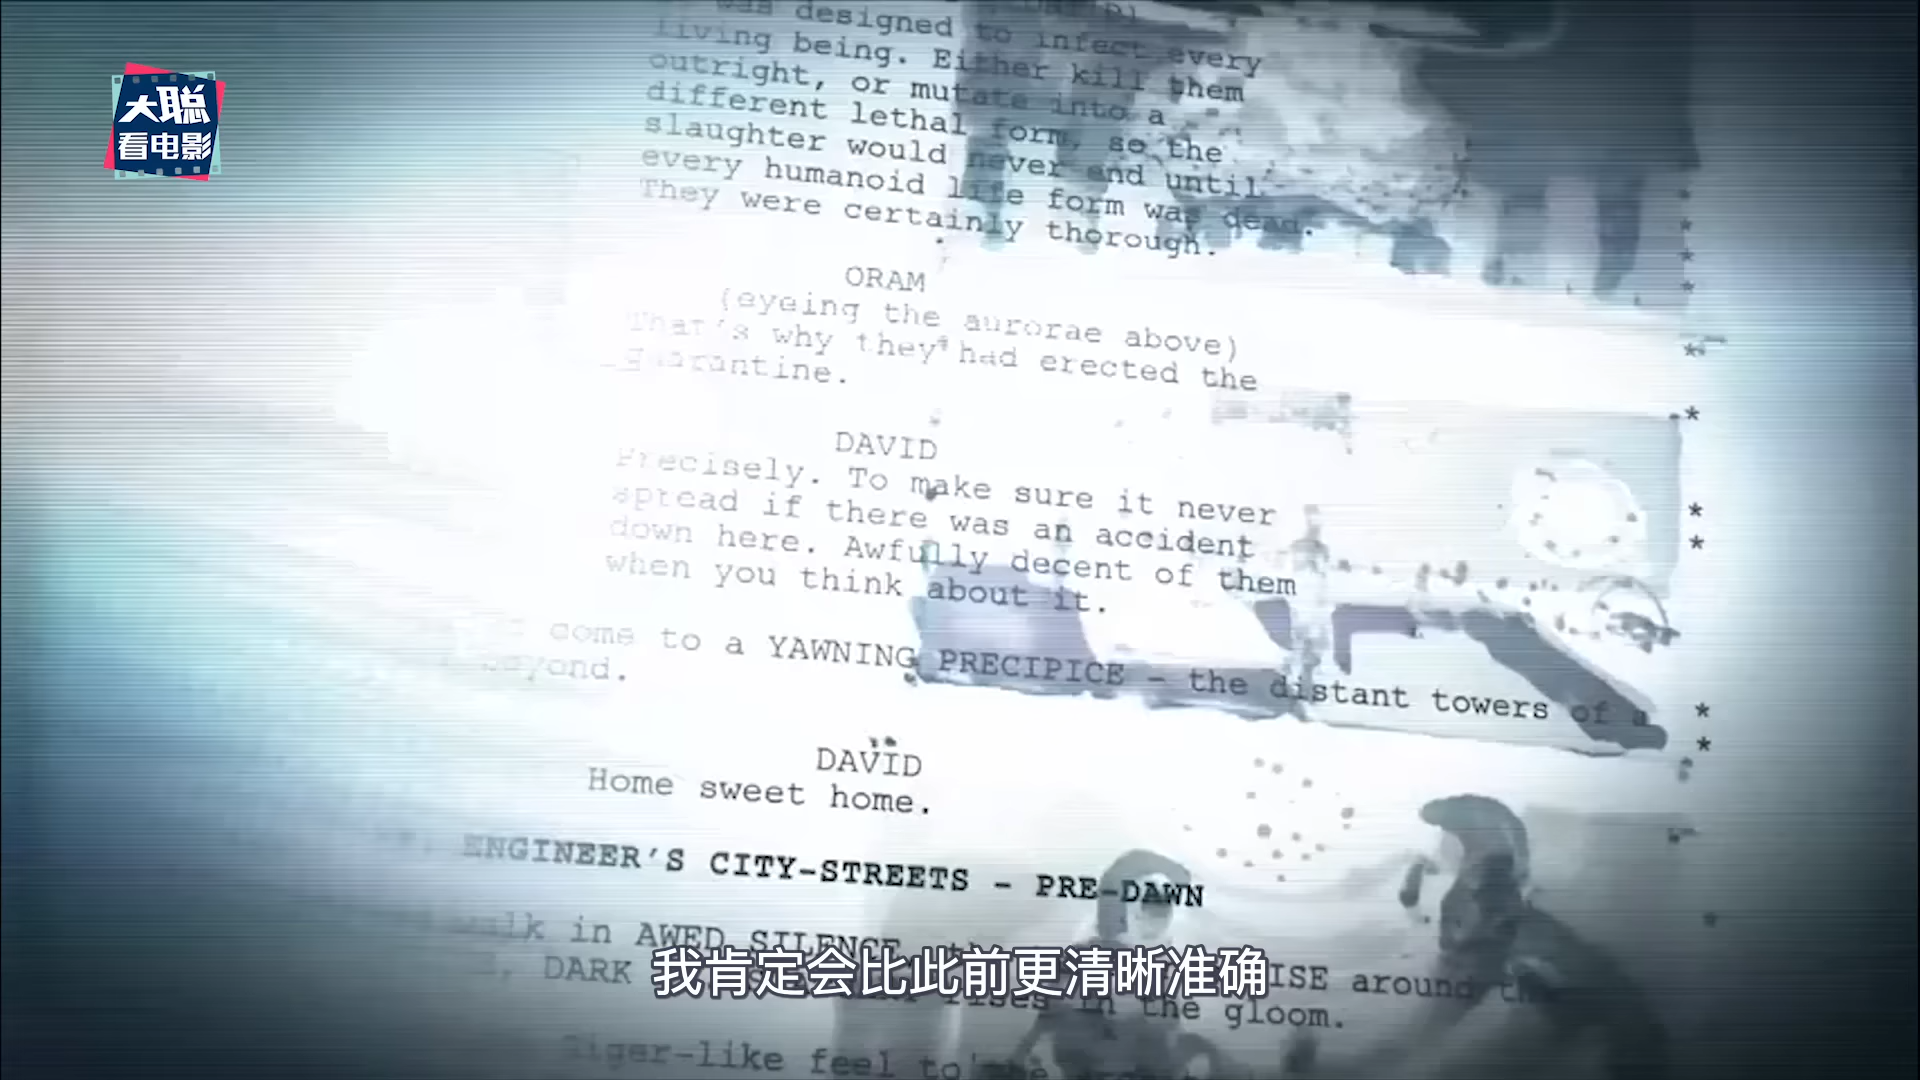 大聪
看电影
was designed to infect every
living being. Either kill them
outright, or mutate into a
different lethal form, so the
slaughter would never end until
every humanoid life form was dead.
They were certainly thorough.
ORAM
(eyeing the aurorae above)
That's why they had erected the
quarantine.
DAVID
Precisely. To make sure it never
spread if there was an accident
down here. Awfully decent of them
when you think about it.
come to a YAWNING PRECIPICE - the distant towers of a
beyond.
DAVID
Home sweet home.
ENGINEER'S CITY-STREETS - PRE-DAWN
walk in AWED SILENCE
around
DARK
rises in the gloom.
我肯定会比此前更清晰准确
Giger-like feel to the